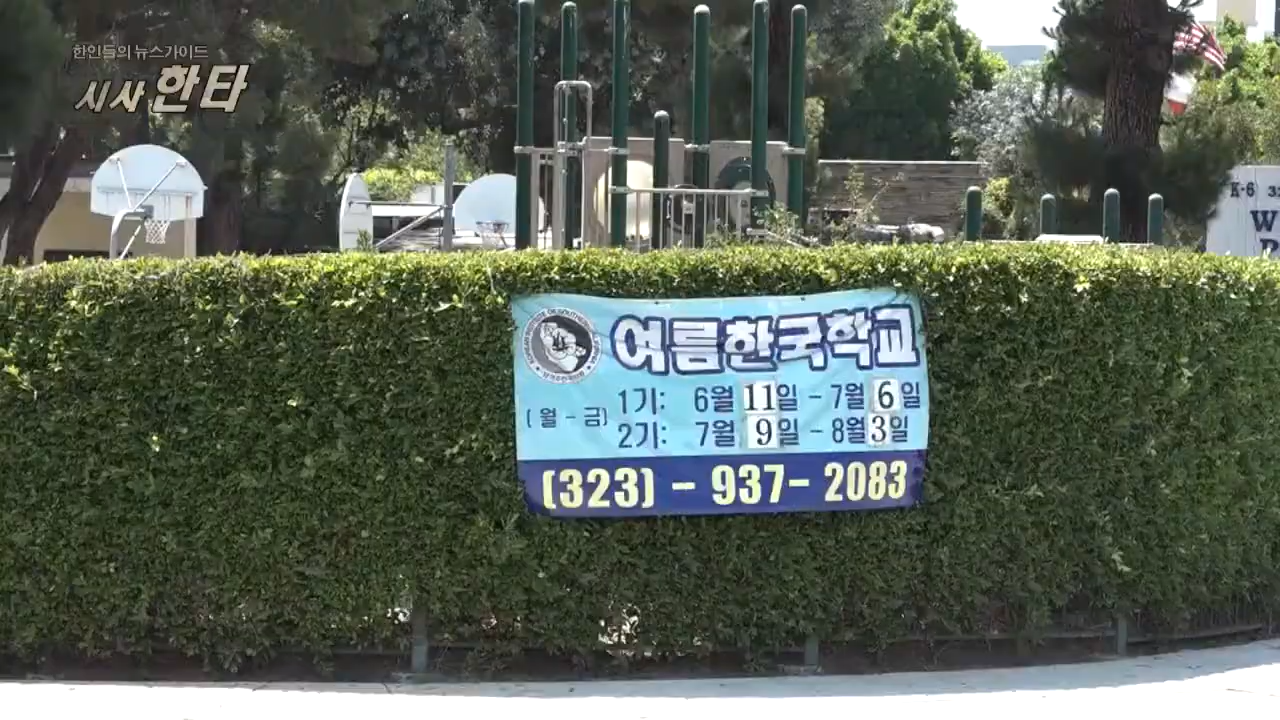 한인들의 뉴스가이드
시사 한타
K-6
여름한국학교
1기: 6월 11일 - 7월 6일
( 월 - 금)
2기: 7월 9일 - 8월 3일
(323) - 937- 2083